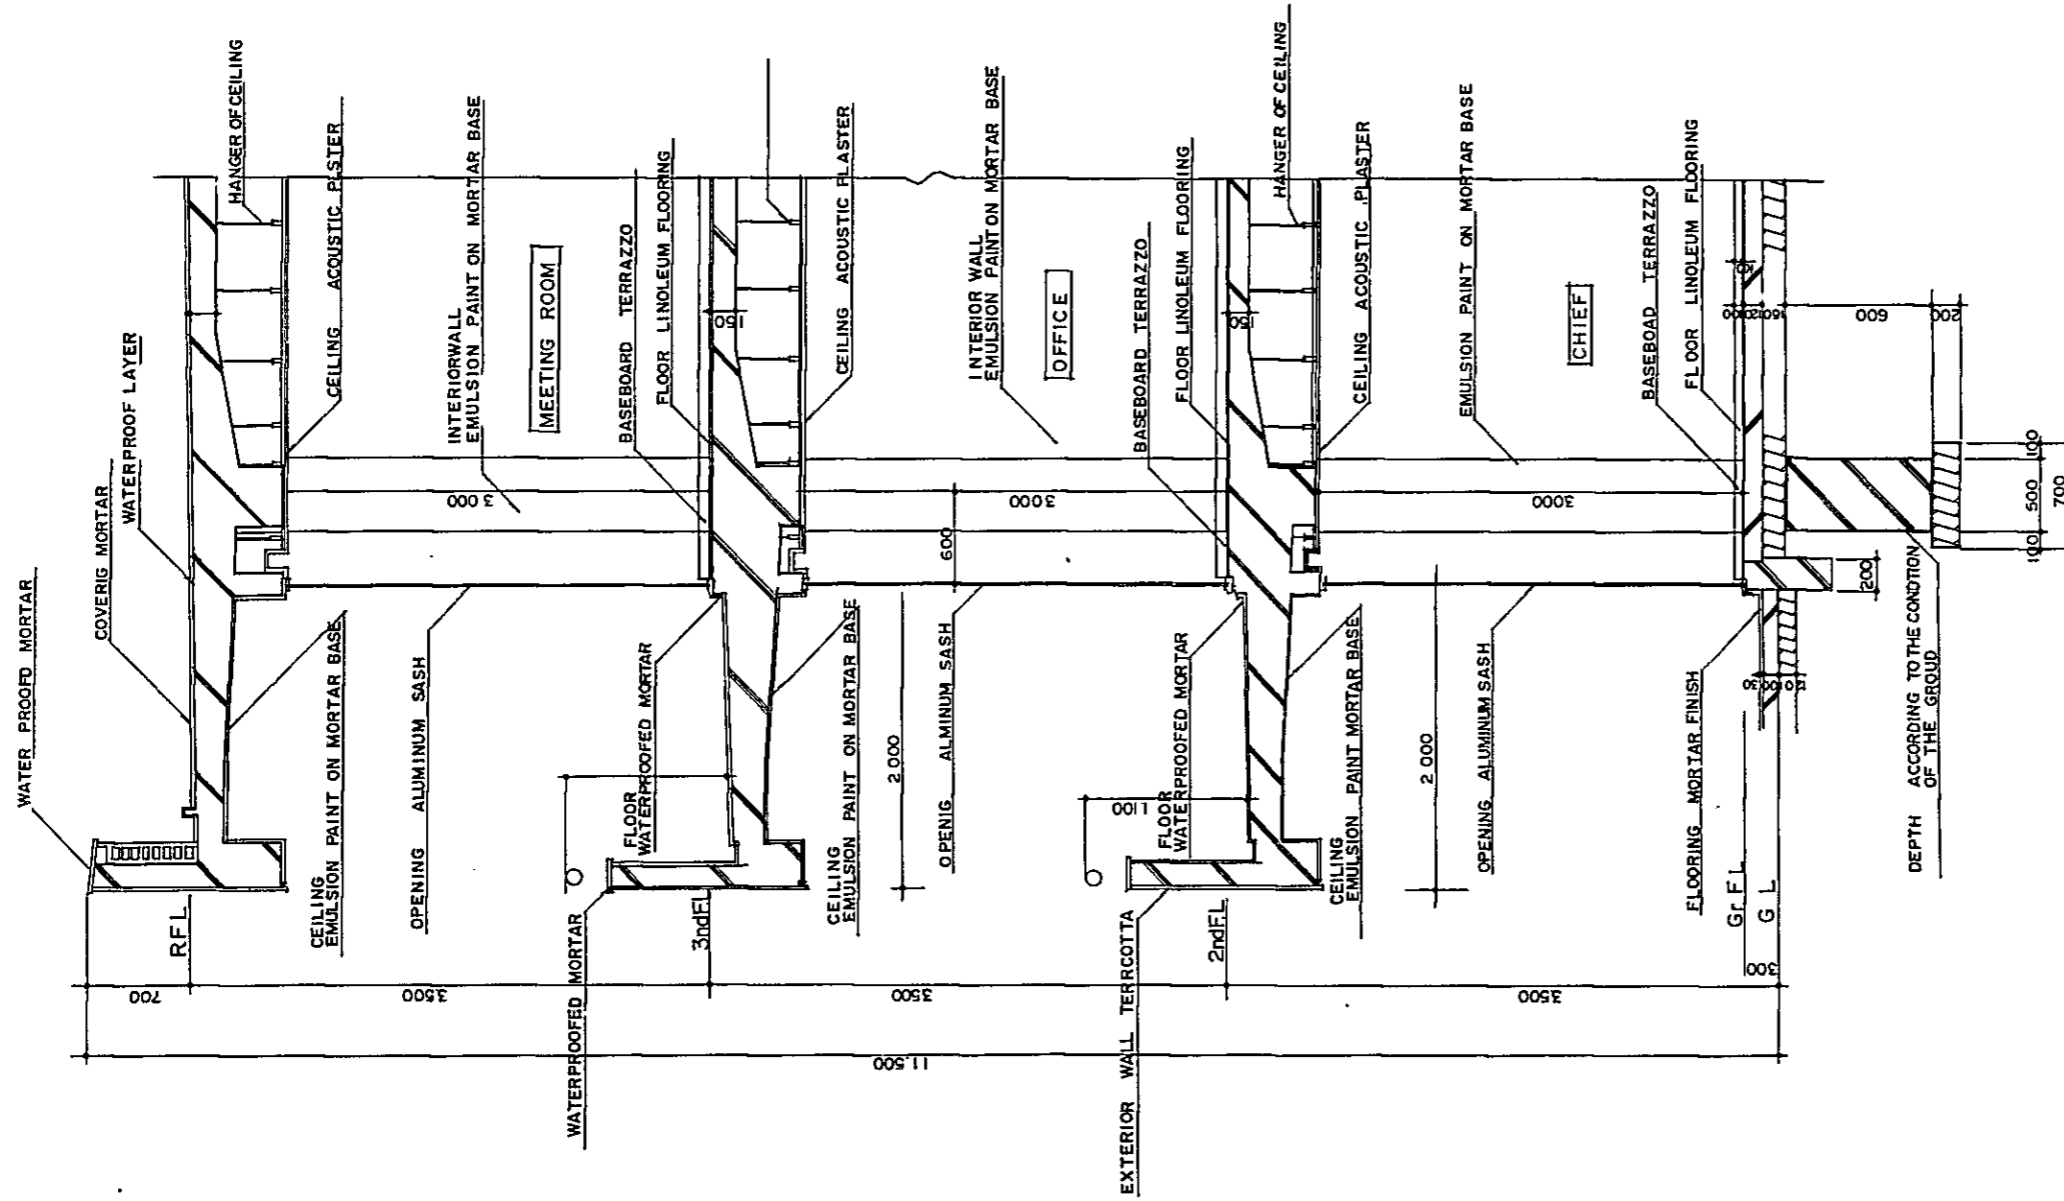 WATER PROOFD MORTAR
COVERIG MORTAR
WATERPROOF LAYER
HANGER OF CEILING
CEILING ACOUSTIC PLSTER
INTERIORWALL
EMULSION PAINT ON MORTAR BASE
MEETING ROOM
BASEBOARD TERRAZZO
FLOOR LINOLEUM FLOORING
CEILING ACOUSTIC PLASTER
INTERIOR WALL
EMULSION PAINT ON MORTAR BASE
OFFICE
BASEBOARD TERRAZZO
FLOOR LINOLEUM FLOORING
HANGER OF CEILING
CEILING ACOUSTIC PLASTER
EMULSION PAINT ON MORTAR BASE
CHIEF
BASEBOAD TERRAZZO
FLOOR LINOLEUM FLOORING
150
150
3000
600
3000
3000
600
200
100
500
100
700
200
CEILING
EMULSION PAINT ON MORTAR BASE
OPENING ALUMINUM SASH
FLOOR
WATERPROOFED MORTAR
CEILING
EMULSION PAINT ON MORTAR BASE
2000
OPENIG ALMINUM SASH
1100
FLOOR
WATERPROOFED MORTAR
CEILING
EMULSION PAINT MORTAR BASE
2000
OPENING ALUMINUM SASH
FLOORING MORTAR FINISH
30
100
DEPTH ACCORDING TO THE CONDTION
OF THE GROUD
RFL
WATERPROOFED MORTAR
3ndFL
EXTERIOR WALL TERCOTTA
2ndFL
Gr FL
G L
700
3500
3500
3500
300
11.500